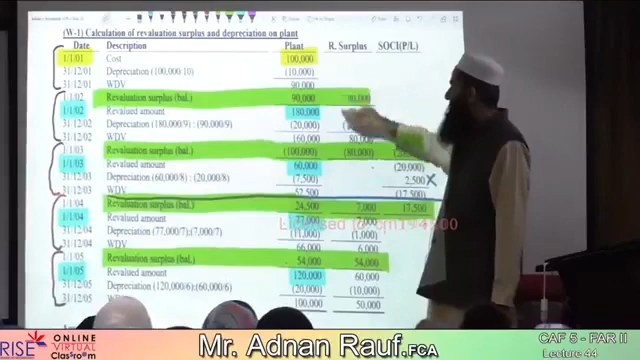 (W-1) Calculation of revaluation surplus and depreciation on plant
Date Description Plant R. Surplus SOCI(P/L)
1/1/01 Cost 100,000
31/12/01 Depreciation (100,000/10) (10,000)
31/12/01 WDV 90,000
1/1/02 Revaluation surplus (bal.) 90,000 90,000
1/1/02 Revalued amount 180,000
31/12/02 Depreciation (180,000/9) : (90,000/9) (20,000)
31/12/02 WDV 160,000 80,000
1/1/03 Revaluation surplus (bal.) (100,000) (80,000)
1/1/03 Revalued amount 60,000 (20,000)
31/12/03 Depreciation (60,000/8) : (20,000/8) (7,500) 2,500 X
31/12/03 WDV 52,500 (17,500)
1/1/04 Revaluation surplus (bal.) 24,500 7,000 17,500
1/1/04 Revalued amount 77,000 7,000
31/12/04 Depreciation (77,000/7):(7,000/7) (11,000) (1,000)
31/12/04 WDV 66,000 6,000
1/1/05 Revaluation surplus (bal.) 54,000 54,000
1/1/05 Revalued amount 120,000 60,000
31/12/05 Depreciation (120,000/6):(60,000/6) (20,000) (10,000)
31/12/05 WDV 100,000 50,000
RISE ONLINE VIRTUAL Classroom
Mr. Adnan Rauf.FCA
CAF 5 - FAR II
Lecture 44